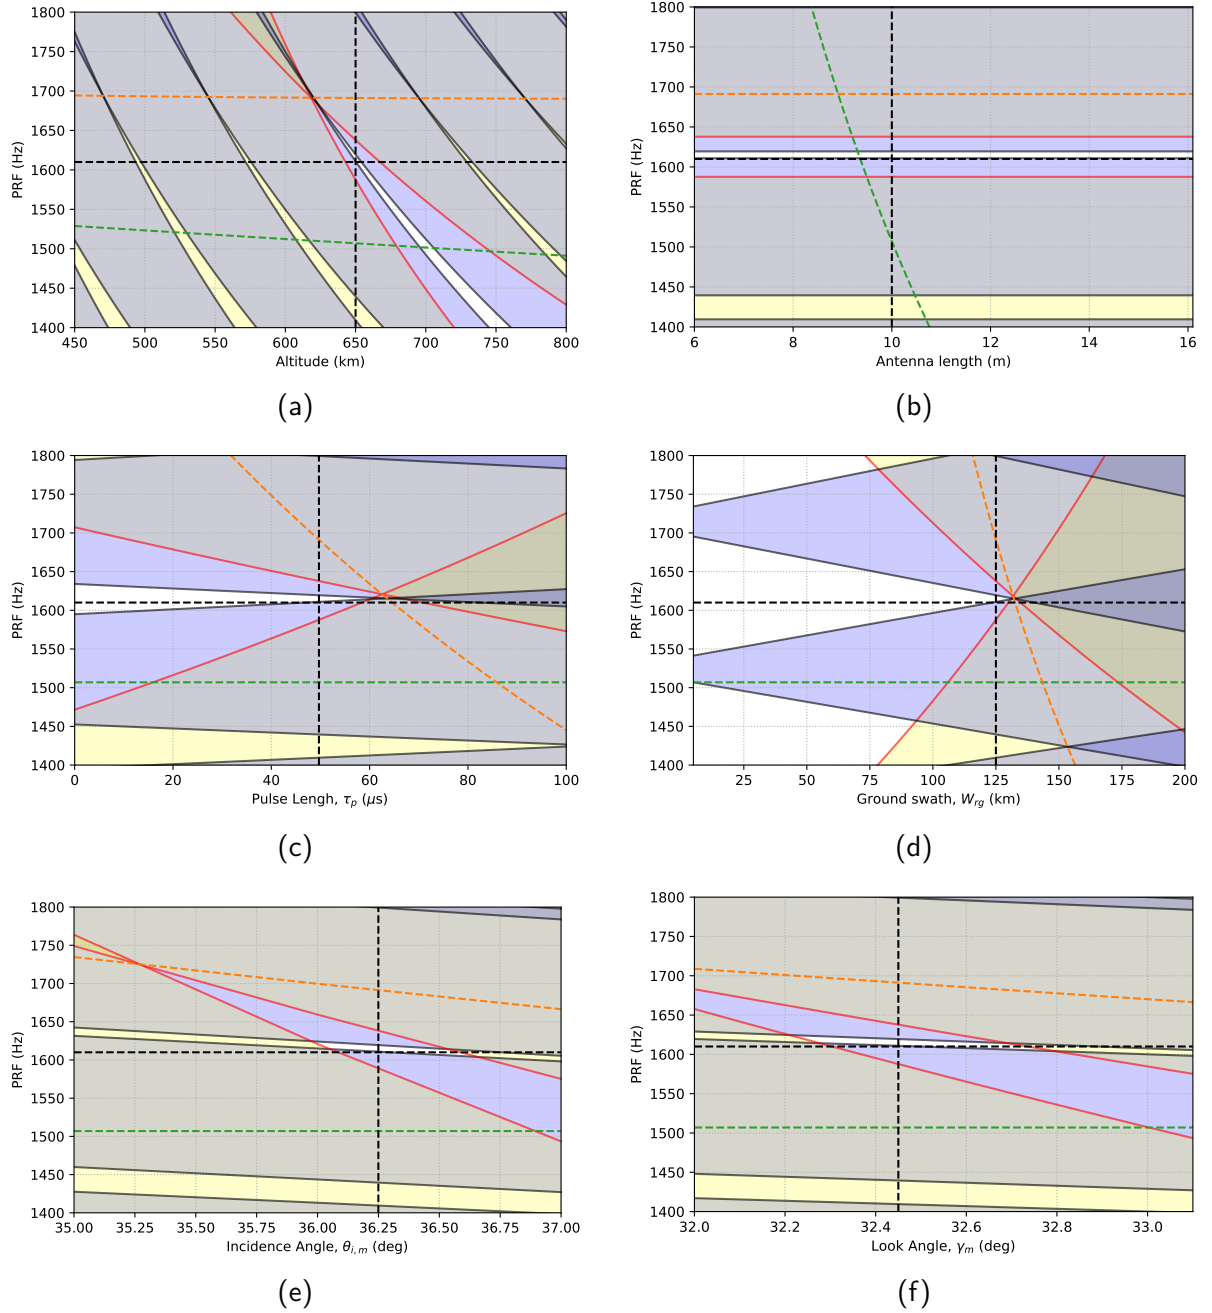 1800
1750
1700
1650
1600
1550
1500
1450
1400
PRF (Hz)
450 500 550 600 650 700 750 800
Altitude (km)
(a)
1800
1750
1700
1650
1600
1550
1500
1450
1400
PRF (Hz)
6 8 10 12 14 16
Antenna length (m)
(b)
1800
1750
1700
1650
1600
1550
1500
1450
1400
PRF (Hz)
0 20 40 60 80 100
Pulse Lengh, τp (μs)
(c)
1800
1750
1700
1650
1600
1550
1500
1450
1400
PRF (Hz)
25 50 75 100 125 150 175 200
Ground swath, Wrg (km)
(d)
1800
1750
1700
1650
1600
1550
1500
1450
1400
PRF (Hz)
35.00 35.25 35.50 35.75 36.00 36.25 36.50 36.75 37.00
Incidence Angle, θi,m (deg)
(e)
1800
1750
1700
1650
1600
1550
1500
1450
1400
PRF (Hz)
32.0 32.2 32.4 32.6 32.8 33.0
Look Angle, γm (deg)
(f)